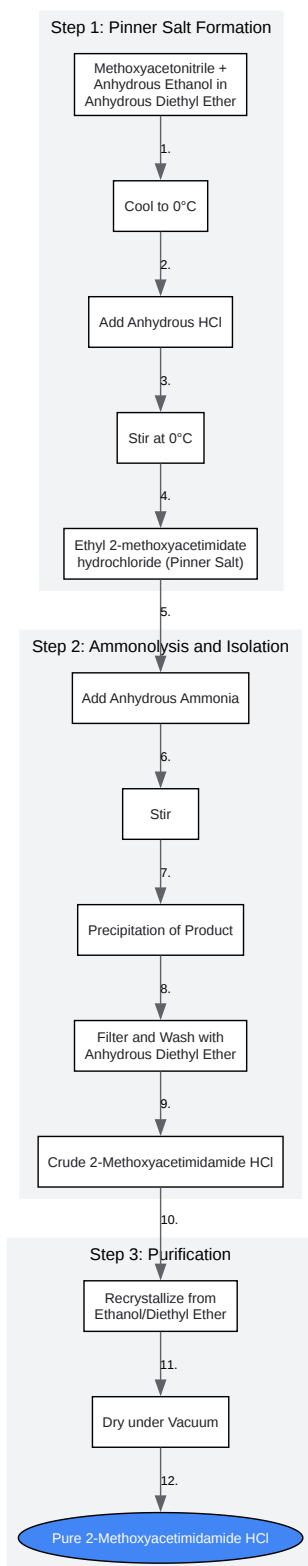 Step 1: Pinner Salt Formation
Methoxyacetonitrile +
Anhydrous Ethanol in
Anhydrous Diethyl Ether
1.
Cool to 0°C
2.
Add Anhydrous HCl
3.
Stir at 0°C
4.
Ethyl 2-methoxyacetimidate
hydrochloride (Pinner Salt)
5.
Step 2: Ammonolysis and Isolation
Add Anhydrous Ammonia
6.
Stir
7.
Precipitation of Product
8.
Filter and Wash with
Anhydrous Diethyl Ether
9.
Crude 2-Methoxyacetimidamide HCl
10.
Step 3: Purification
Recrystallize from
Ethanol/Diethyl Ether
11.
Dry under Vacuum
12.
Pure 2-Methoxyacetimidamide HCl